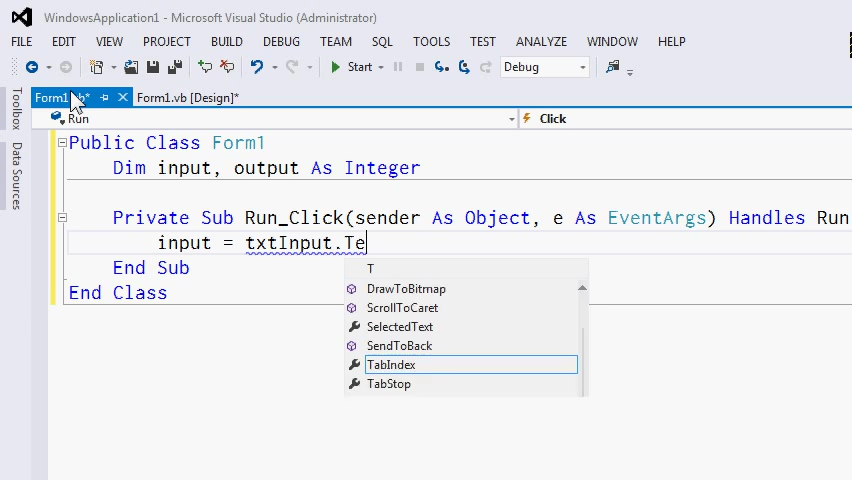 WindowsApplication1 - Microsoft Visual Studio (Administrator)
FILE EDIT VIEW PROJECT BUILD DEBUG TEAM SQL TOOLS TEST ANALYZE WINDOW HELP
Start Debug
Toolbox
Data Sources
Form1.vb* Form1.vb [Design]*
Run Click
Public Class Form1
Dim input, output As Integer
Private Sub Run_Click(sender As Object, e As EventArgs) Handles Run
input = txtInput.Te
End Sub
End Class
T
DrawToBitmap
ScrollToCaret
SelectedText
SendToBack
TabIndex
TabStop